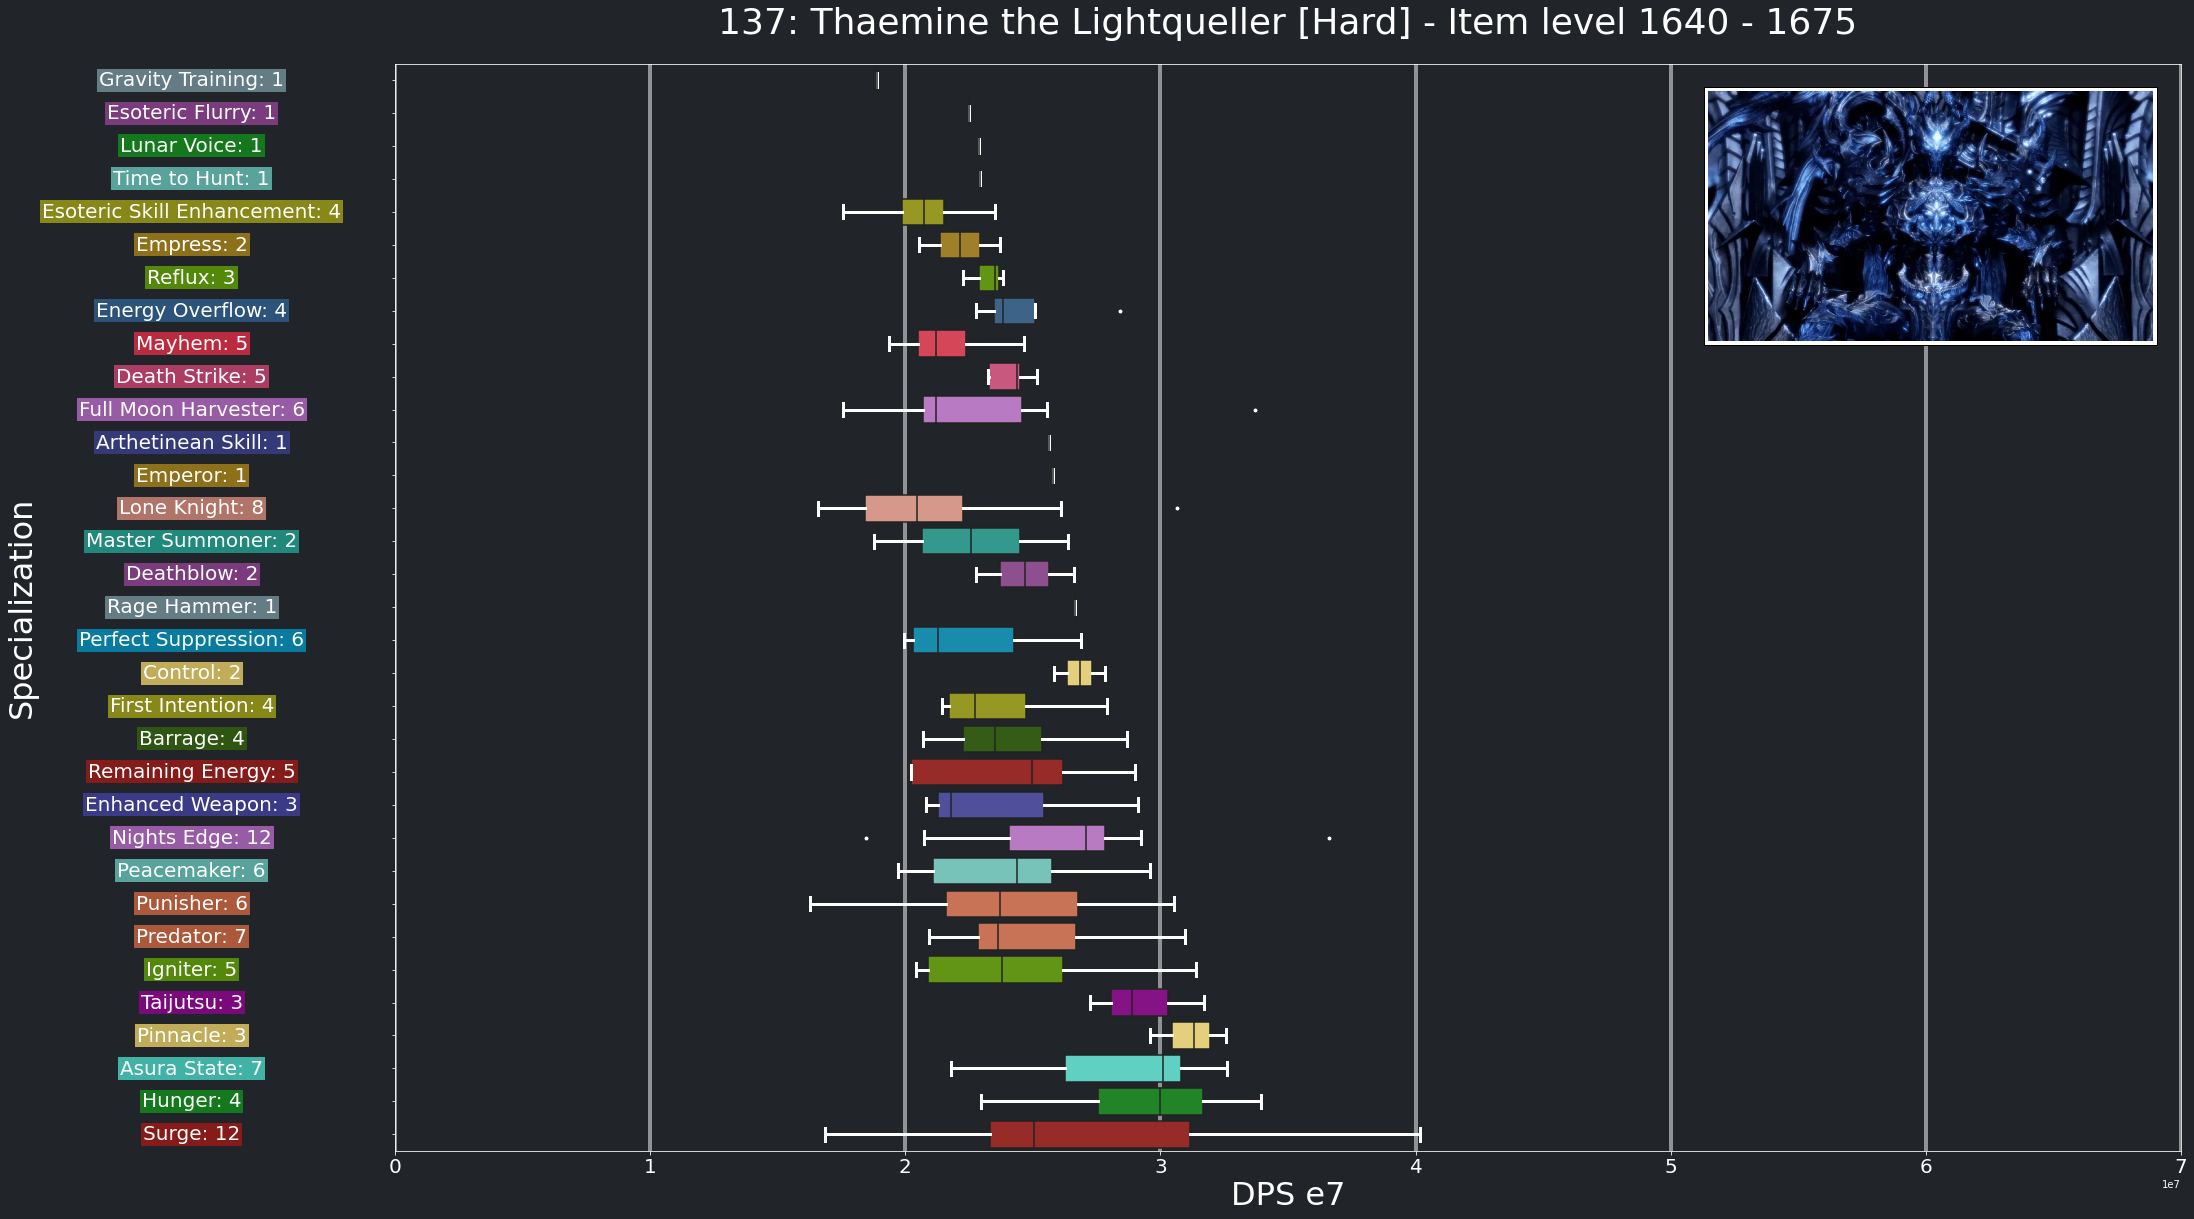 137: Thaemine the Lightqueller [Hard] - Item level 1640 - 1675
Gravity Training: 1
Esoteric Flurry: 1
Lunar Voice: 1
Time to Hunt: 1
Esoteric Skill Enhancement: 4
Empress: 2
Reflux: 3
Energy Overflow: 4
Mayhem: 5
Death Strike: 5
Full Moon Harvester: 6
Arthetinean Skill: 1
Emperor: 1
Lone Knight: 8
Master Summoner: 2
Deathblow: 2
Rage Hammer: 1
Perfect Suppression: 6
Control: 2
First Intention: 4
Barrage: 4
Remaining Energy: 5
Enhanced Weapon: 3
Nights Edge: 12
Peacemaker: 6
Punisher: 6
Predator: 7
Igniter: 5
Taijutsu: 3
Pinnacle: 3
Asura State: 7
Hunger: 4
Surge: 12
Specialization
0 1 2 3 4 5 6 7
1e7
DPS e7